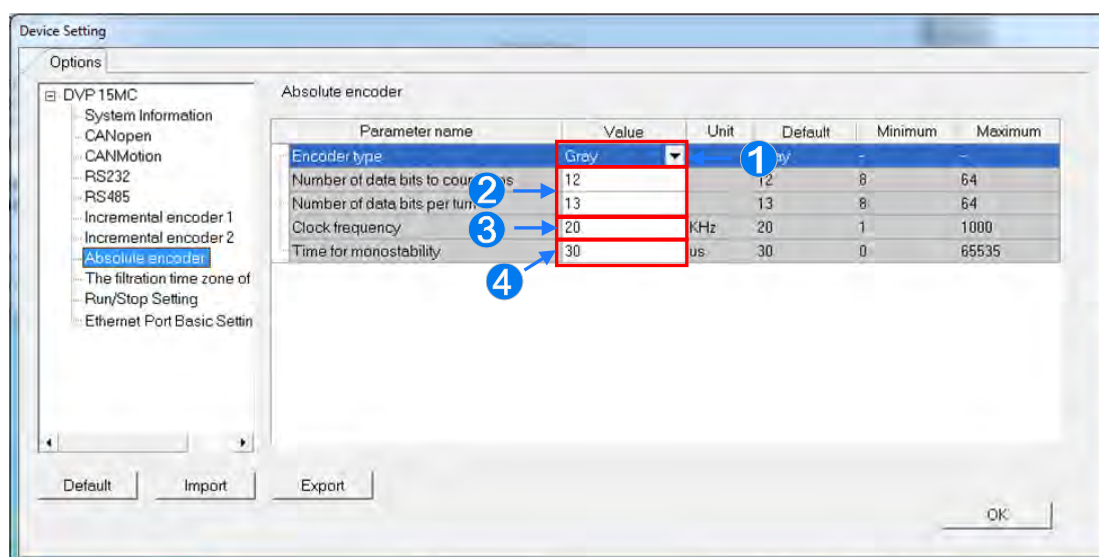 Device Setting
Options
DVP 15MC
System Information
CANopen
CANMotion
RS232
RS485
Incremental encoder 1
Incremental encoder 2
Absolute encoder
The filtration time zone of
Run/Stop Setting
Ethernet Port Basic Settin
Absolute encoder
Parameter name Value Unit Default Minimum Maximum
Encoder type Gray 1 - -
Number of data bits to 12 12 8 64
2
Number of data bits per 13 13 8 64
3
Clock frequency 20 KHz 20 1 1000
Time for monostability 30 us 30 0 65535
4
Default Import Export
OK